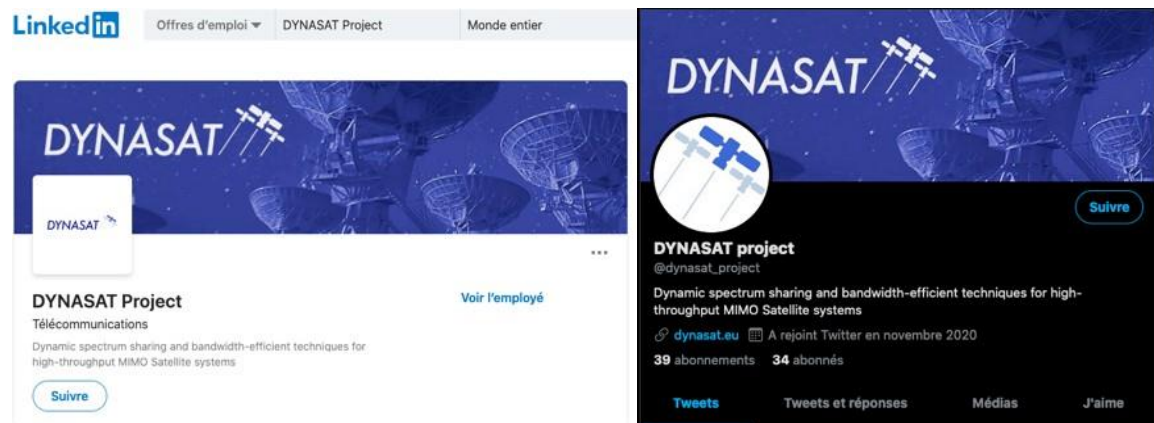 LinkedIn
Offres d'emploi DYNASAT Project Monde entier
DYNASAT
DYNASAT
DYNASAT Project
Voir l'employé
Télécommunications
Dynamic spectrum sharing and bandwidth-efficient techniques for
high-throughput MIMO Satellite systems
Suivre
DYNASAT
Suivre
DYNASAT project
@dynasat_project
Dynamic spectrum sharing and bandwidth-efficient techniques for high-
throughput MIMO Satellite systems
dynasat.eu A rejoint Twitter en novembre 2020
39 abonnements 34 abonnés
Tweets Tweets et réponses Médias J'aime